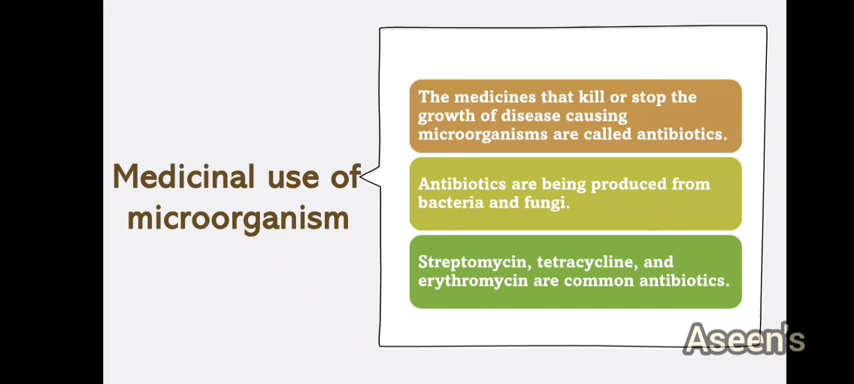 Medicinal use of
microorganism
The medicines that kill or stop the
growth of disease causing
microorganisms are called antibiotics.
Antibiotics are being produced from
bacteria and fungi.
Streptomycin, tetracycline, and
erythromycin are common antibiotics.
Aseen's